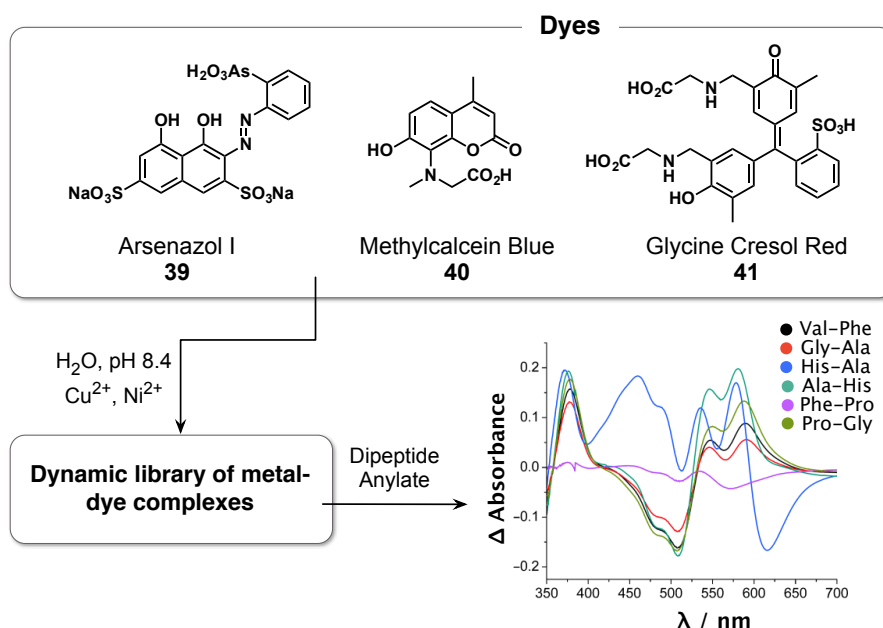 Dyes
H₂O₃As
OH OH
N
N
NaO₃S
SO₃Na
Arsenazol I
39
HO
O
O
N
CO₂H
Methylcalcein Blue
40
O
HO₂C
N
H
SO₃H
HO₂C
N
H
HO
Glycine Cresol Red
41
H₂O, pH 8.4
Cu²⁺, Ni²⁺
Dynamic library of metal-
dye complexes
Dipeptide
Anylate
Val–Phe
Gly–Ala
His–Ala
Ala–His
Phe–Pro
Pro–Gly
Δ Absorbance
0.2
0.1
0.0
−0.1
−0.2
350 400 450 500 550 600 650 700
λ / nm